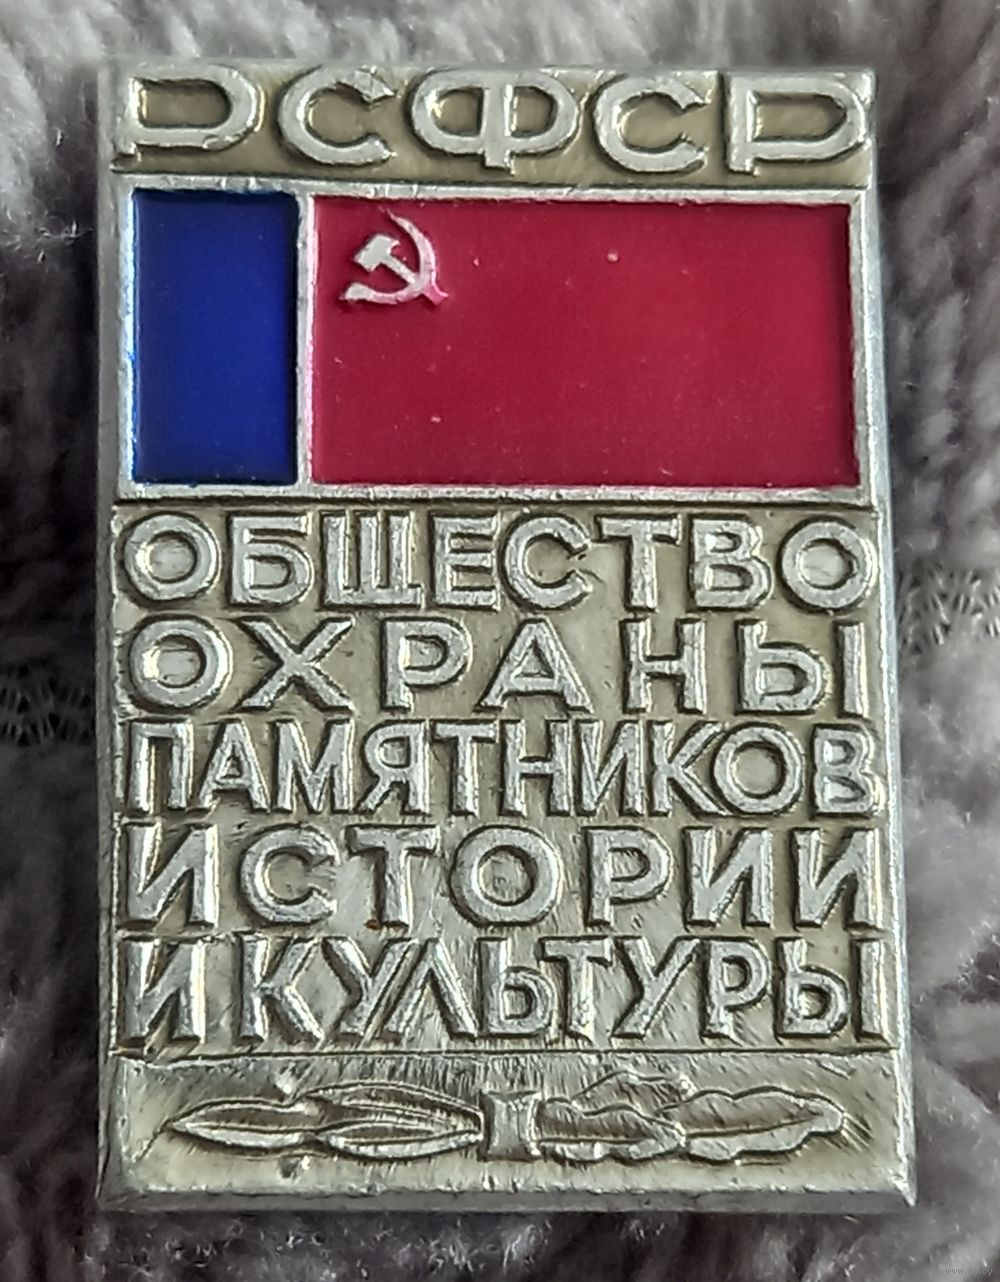 РСФСР
ОБЩЕСТВО
ОХРАНЫ
ПАМЯТНИКОВ
ИСТОРИИ
И КУЛЬТУРЫ